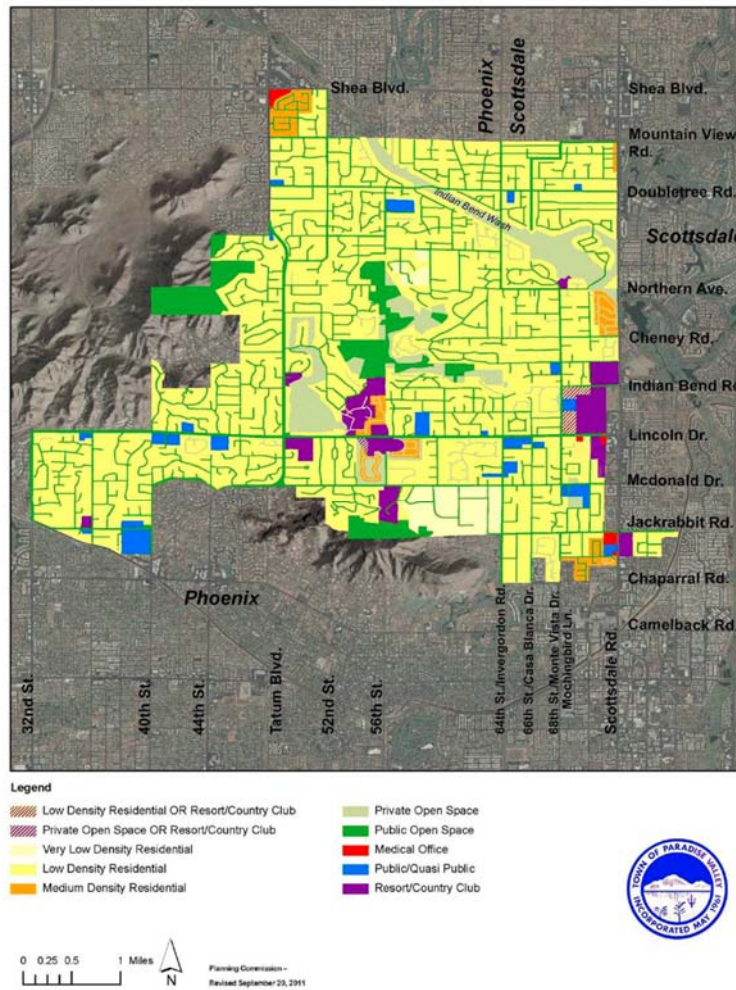 Shea Blvd.
Phoenix
Scottsdale
Shea Blvd.
Mountain View
Rd.
Doubletree Rd.
Indian Bend Wash
Scottsdale
Northern Ave.
Cheney Rd.
Indian Bend Rd
Lincoln Dr.
Mcdonald Dr.
Jackrabbit Rd.
Chaparral Rd.
Phoenix
Camelback Rd.
32nd St.
40th St.
44th St.
Tatum Blvd.
52nd St.
56th St.
64th St./Invergordon Rd.
66th St./Casa Blanca Dr.
68th St./Monte Vista Dr.
Mochingbird Ln.
Scottsdale Rd.
Legend
Low Density Residential OR Resort/Country Club
Private Open Space OR Resort/Country Club
Very Low Density Residential
Low Density Residential
Medium Density Residential
Private Open Space
Public Open Space
Medical Office
Public/Quasi Public
Resort/Country Club
TOWN OF PARADISE VALLEY
INCORPORATED MAY 1961
0 0.25 0.5 1 Miles
N
Planning Commission –
Revised September 20, 2011